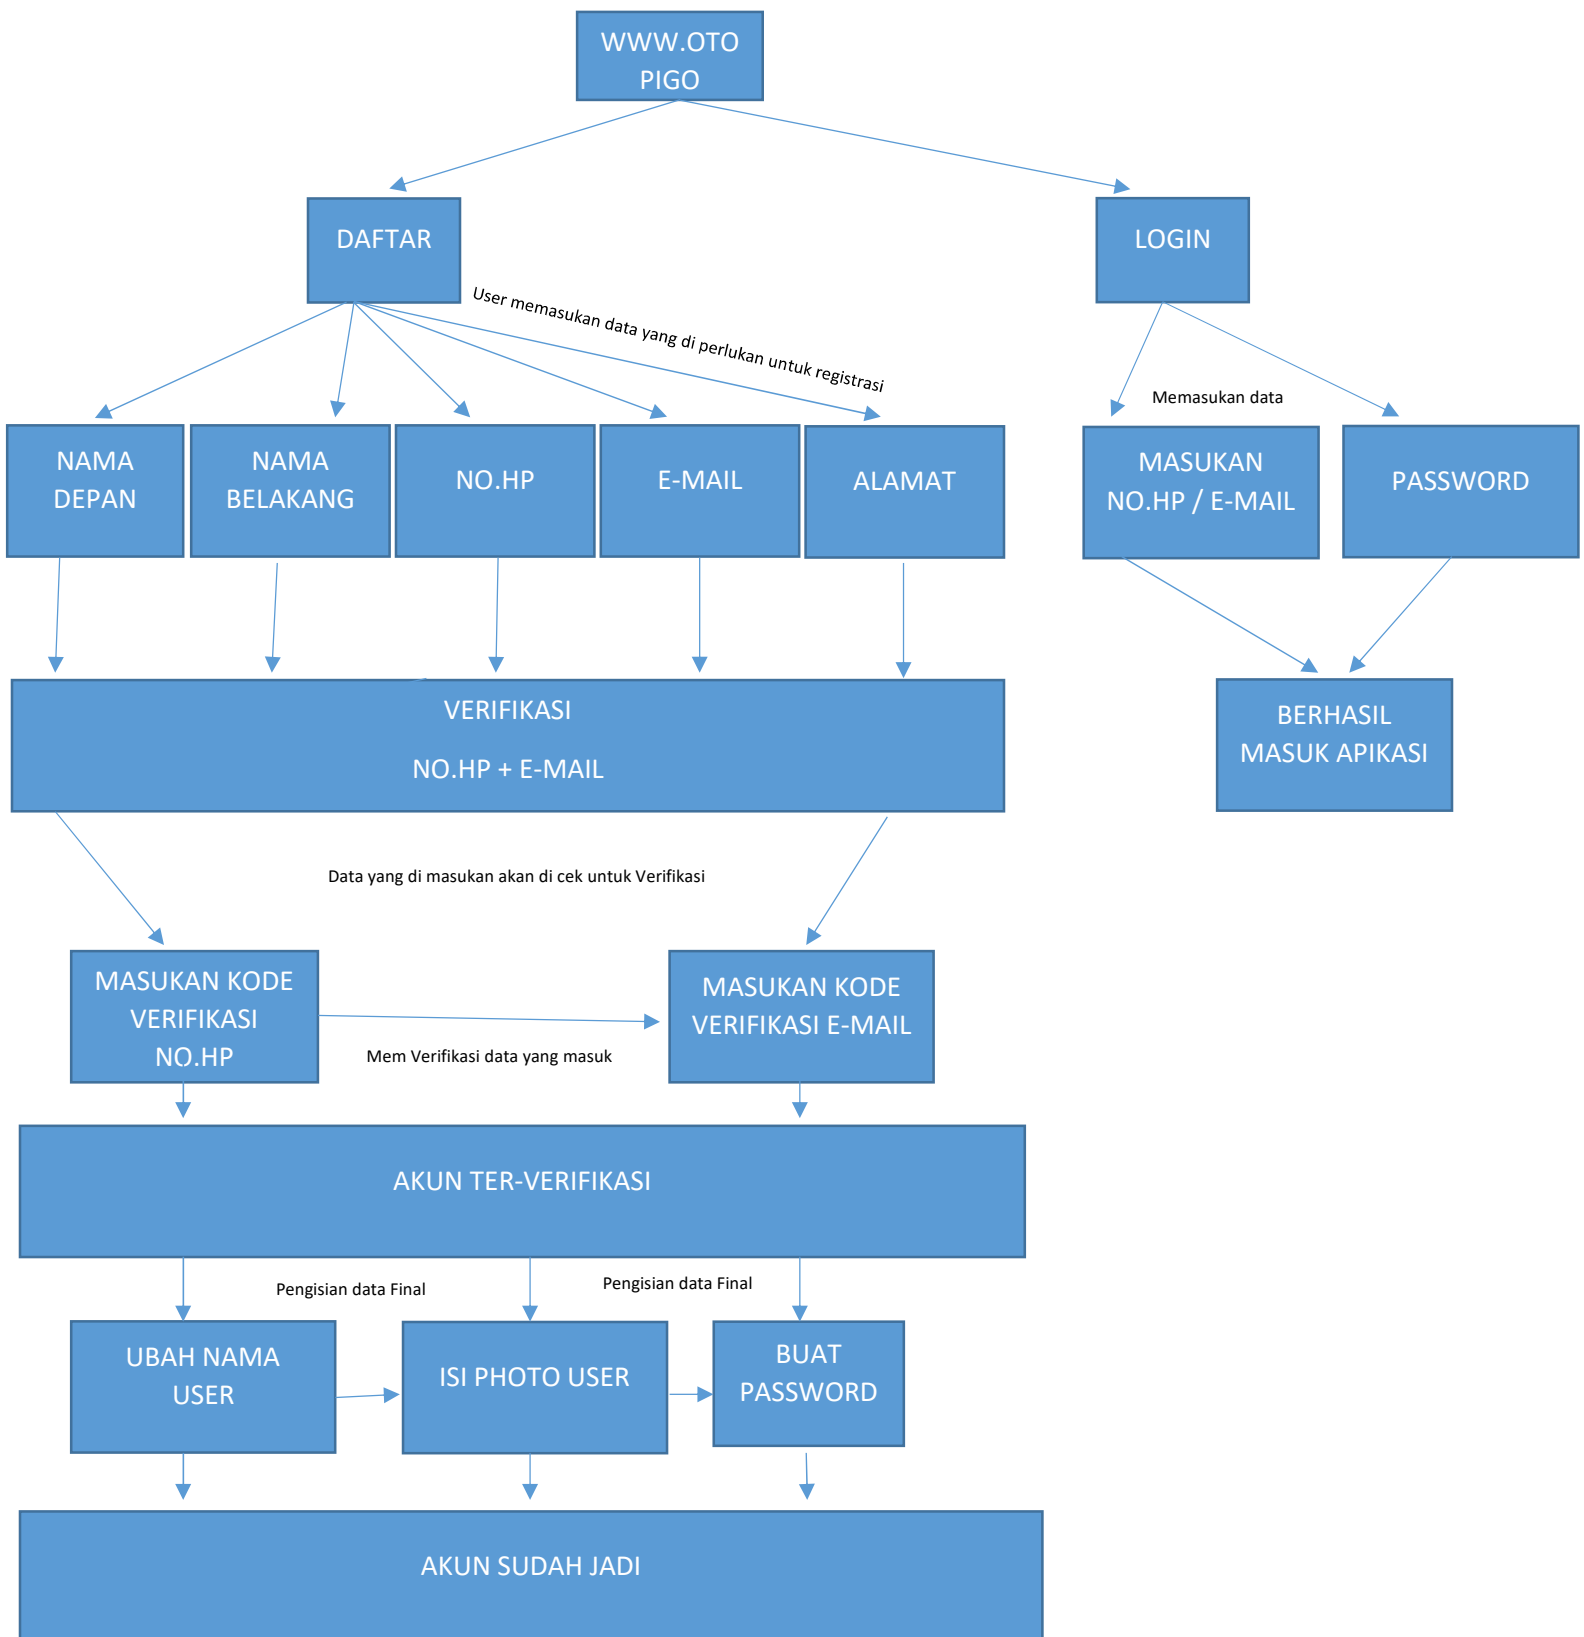 WWW.OTO
PIGO
DAFTAR
LOGIN
User memasukan data yang di perlukan untuk registrasi
Memasukan data
NAMA
DEPAN
NAMA
BELAKANG
NO.HP
E-MAIL
ALAMAT
MASUKAN
NO.HP / E-MAIL
PASSWORD
VERIFIKASI
NO.HP + E-MAIL
BERHASIL
MASUK APIKASI
Data yang di masukan akan di cek untuk Verifikasi
MASUKAN KODE
VERIFIKASI
NO.HP
MASUKAN KODE
VERIFIKASI E-MAIL
Mem Verifikasi data yang masuk
AKUN TER-VERIFIKASI
Pengisian data Final
Pengisian data Final
UBAH NAMA
USER
ISI PHOTO USER
BUAT
PASSWORD
AKUN SUDAH JADI